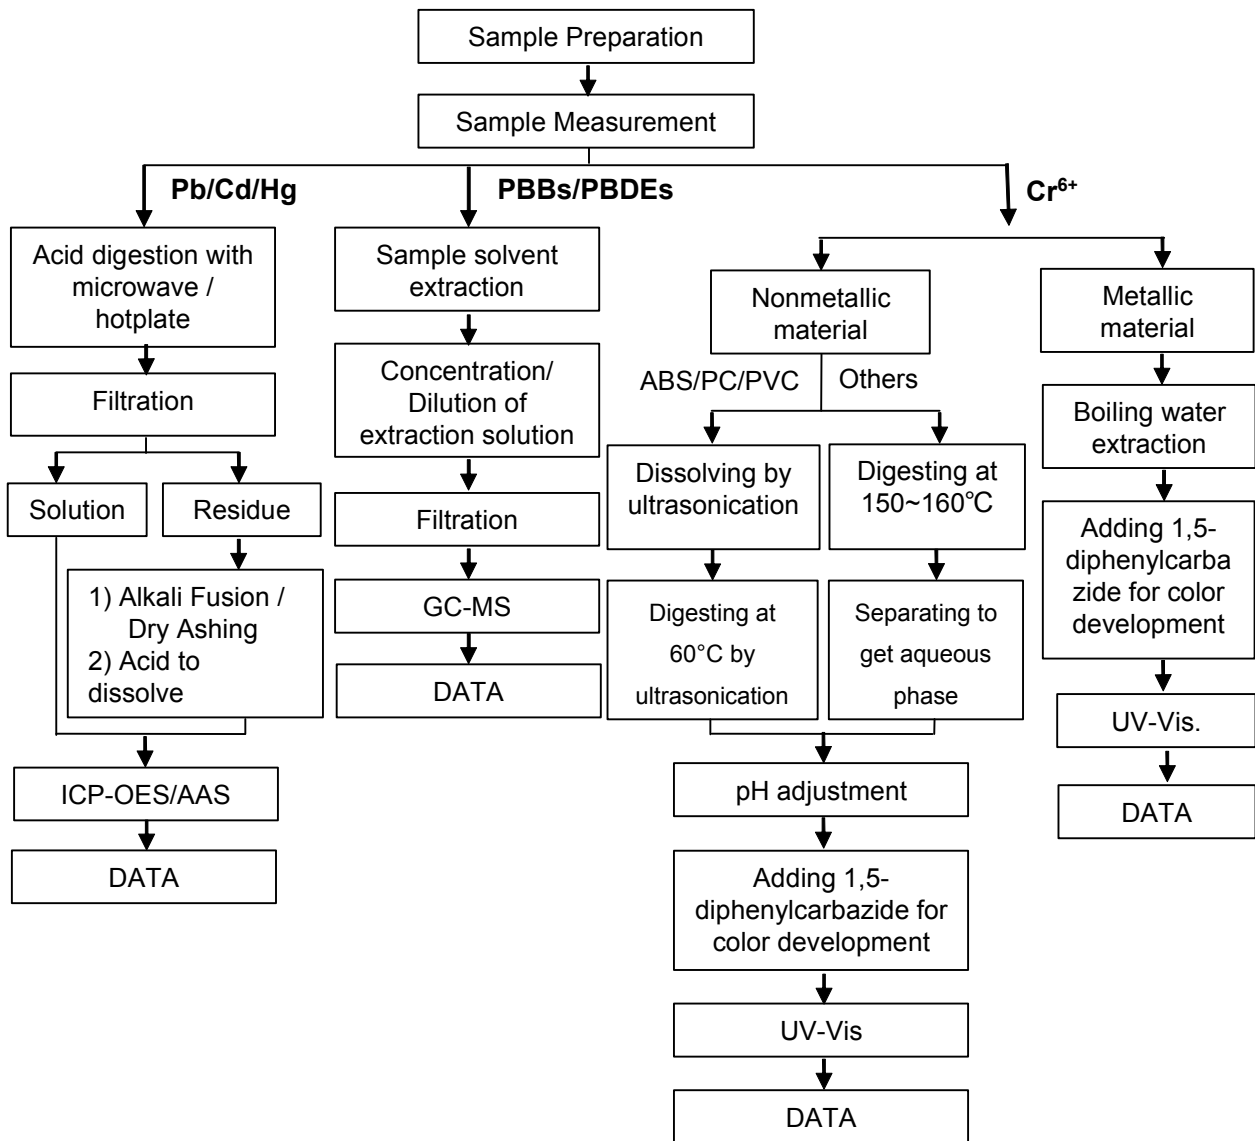 Sample Preparation
Sample Measurement
Pb/Cd/Hg
PBBs/PBDEs
Cr⁶⁺
Acid digestion with
microwave /
hotplate
Filtration
Solution
Residue
1) Alkali Fusion /
Dry Ashing
2) Acid to
dissolve
ICP-OES/AAS
DATA
Sample solvent
extraction
Concentration/
Dilution of
extraction solution
Filtration
GC-MS
DATA
Nonmetallic
material
ABS/PC/PVC
Others
Dissolving by
ultrasonication
Digesting at
60°C by
ultrasonication
Digesting at
150~160℃
Separating to
get aqueous
phase
pH adjustment
Adding 1,5-
diphenylcarbazide for
color development
UV-Vis
DATA
Metallic
material
Boiling water
extraction
Adding 1,5-
diphenylcarba
zide for color
development
UV-Vis.
DATA